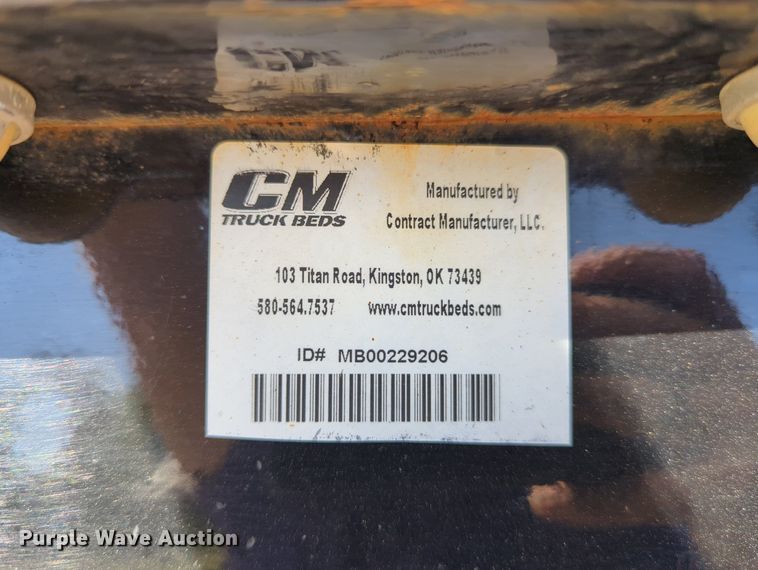 CM
TRUCK BEDS
Manufactured by
Contract Manufacturer, LLC.
103 Titan Road, Kingston, OK 73439
580-564.7537 www.cmtruckbeds.com
ID# MB00229206
Purple Wave Auction